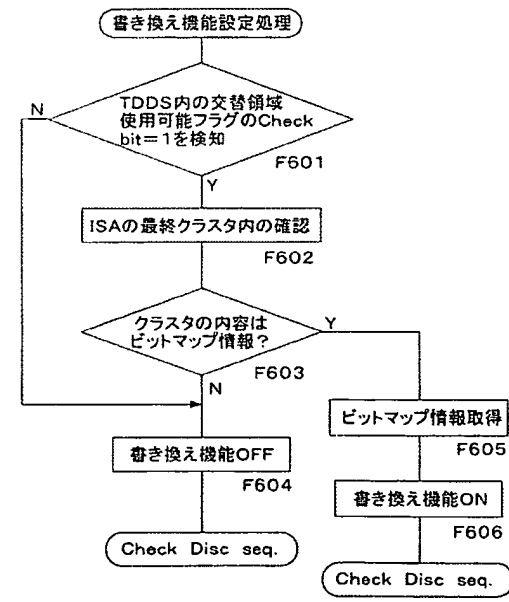 書き換え機能設定処理
N
TDDS内の交替領域
使用可能フラグのCheck
bit=1を検知
F601
Y
ISAの最終クラスタ内の確認
F602
クラスタの内容は
ビットマップ情報?
Y
F603
N
ビットマップ情報取得
F605
書き換え機能OFF
F604
書き換え機能ON
F606
Check Disc seq.
Check Disc seq.